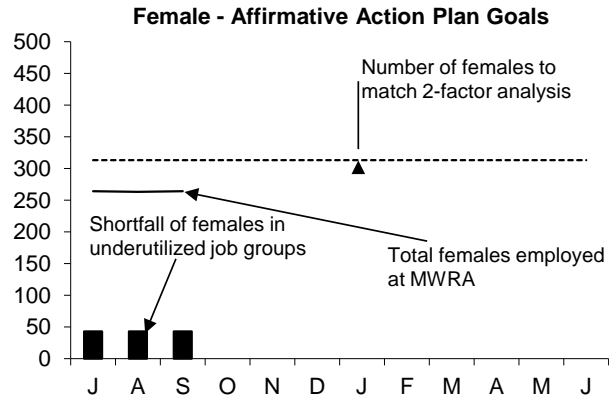 Female - Affirmative Action Plan Goals
500
450
400
350
300
250
200
150
100
50
0
Number of females to
match 2-factor analysis
Shortfall of females in
underutilized job groups
Total females employed
at MWRA
J A S O N D J F M A M J